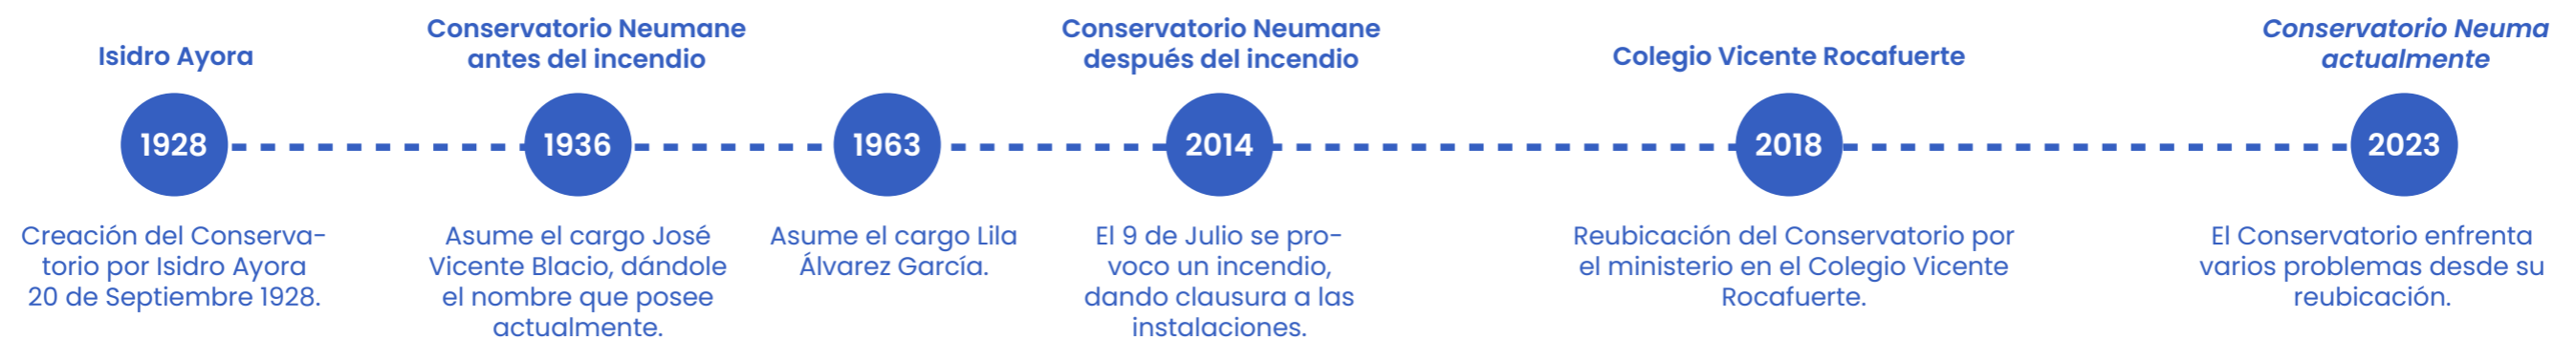 Isidro Ayora
1928
Creación del Conserva-
torio por Isidro Ayora
20 de Septiembre 1928.
Conservatorio Neumane
antes del incendio
1936
Asume el cargo José
Vicente Blacio, dándole
el nombre que posee
actualmente.
1963
Asume el cargo Lila
Álvarez García.
Conservatorio Neumane
después del incendio
2014
El 9 de Julio se pro-
voco un incendio,
dando clausura a las
instalaciones.
Colegio Vicente Rocafuerte
2018
Reubicación del Conservatorio por
el ministerio en el Colegio Vicente
Rocafuerte.
Conservatorio Neuma
actualmente
2023
El Conservatorio enfrenta
varios problemas desde su
reubicación.